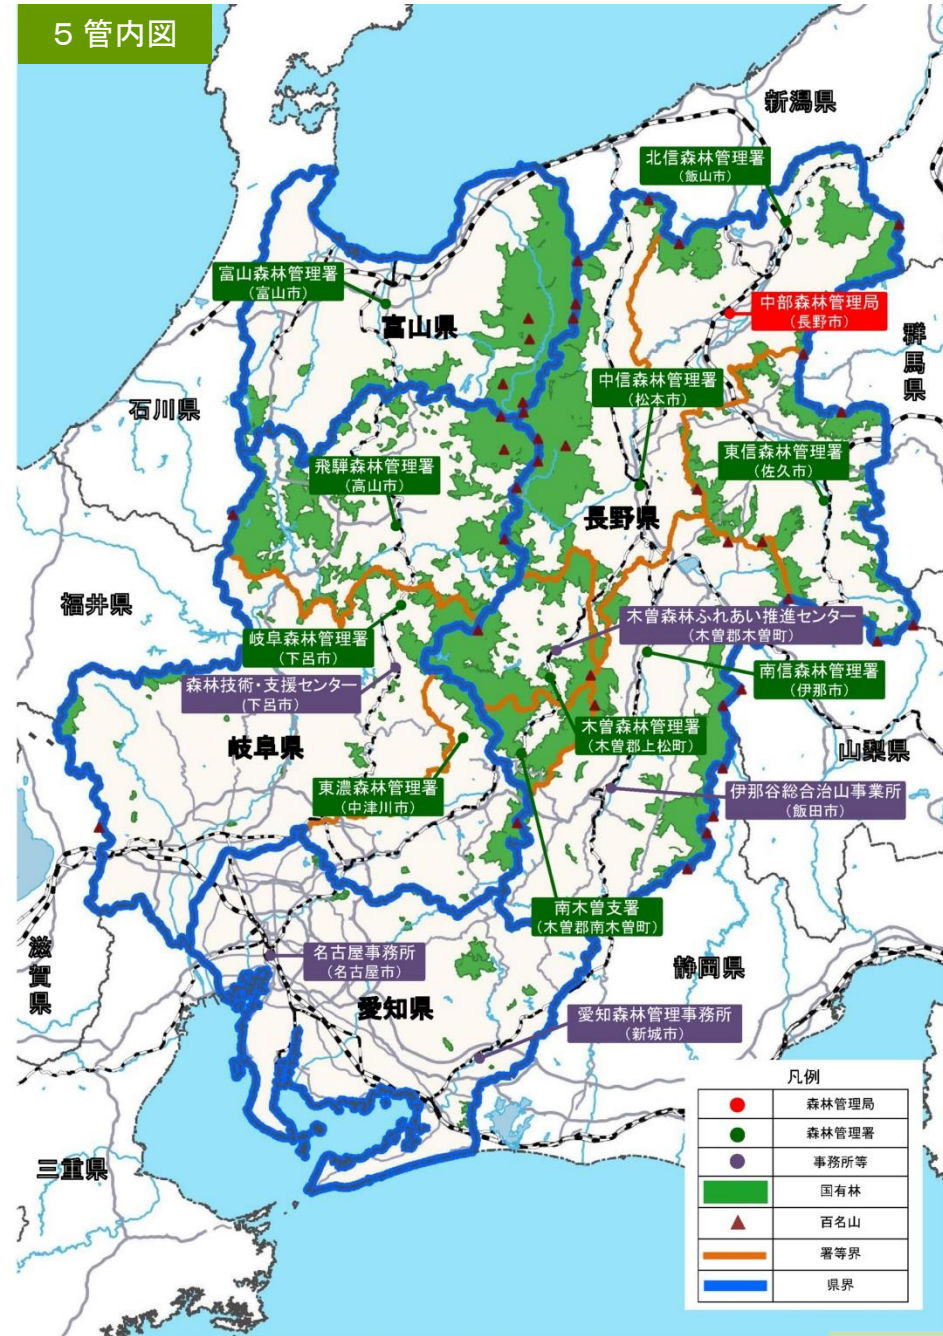 5 管内図
新潟県
北信森林管理署
(飯山市)
富山森林管理署
(富山市)
中部森林管理局
(長野市)
富山県
群馬県
中信森林管理署
(松本市)
石川県
東信森林管理署
(佐久市)
飛騨森林管理署
(高山市)
長野県
福井県
木曽森林ふれあい推進センター
(木曽郡木曽町)
岐阜森林管理署
(下呂市)
南信森林管理署
(伊那市)
森林技術・支援センター
(下呂市)
木曽森林管理署
(木曽郡上松町)
岐阜県
山梨県
東濃森林管理署
(中津川市)
伊那谷総合治山事業所
(飯田市)
南木曽支署
(木曽郡南木曽町)
滋賀県
名古屋事務所
(名古屋市)
静岡県
愛知県
愛知森林管理事務所
(新城市)
三重県
凡例
森林管理局
森林管理署
事務所等
国有林
百名山
署等界
県界